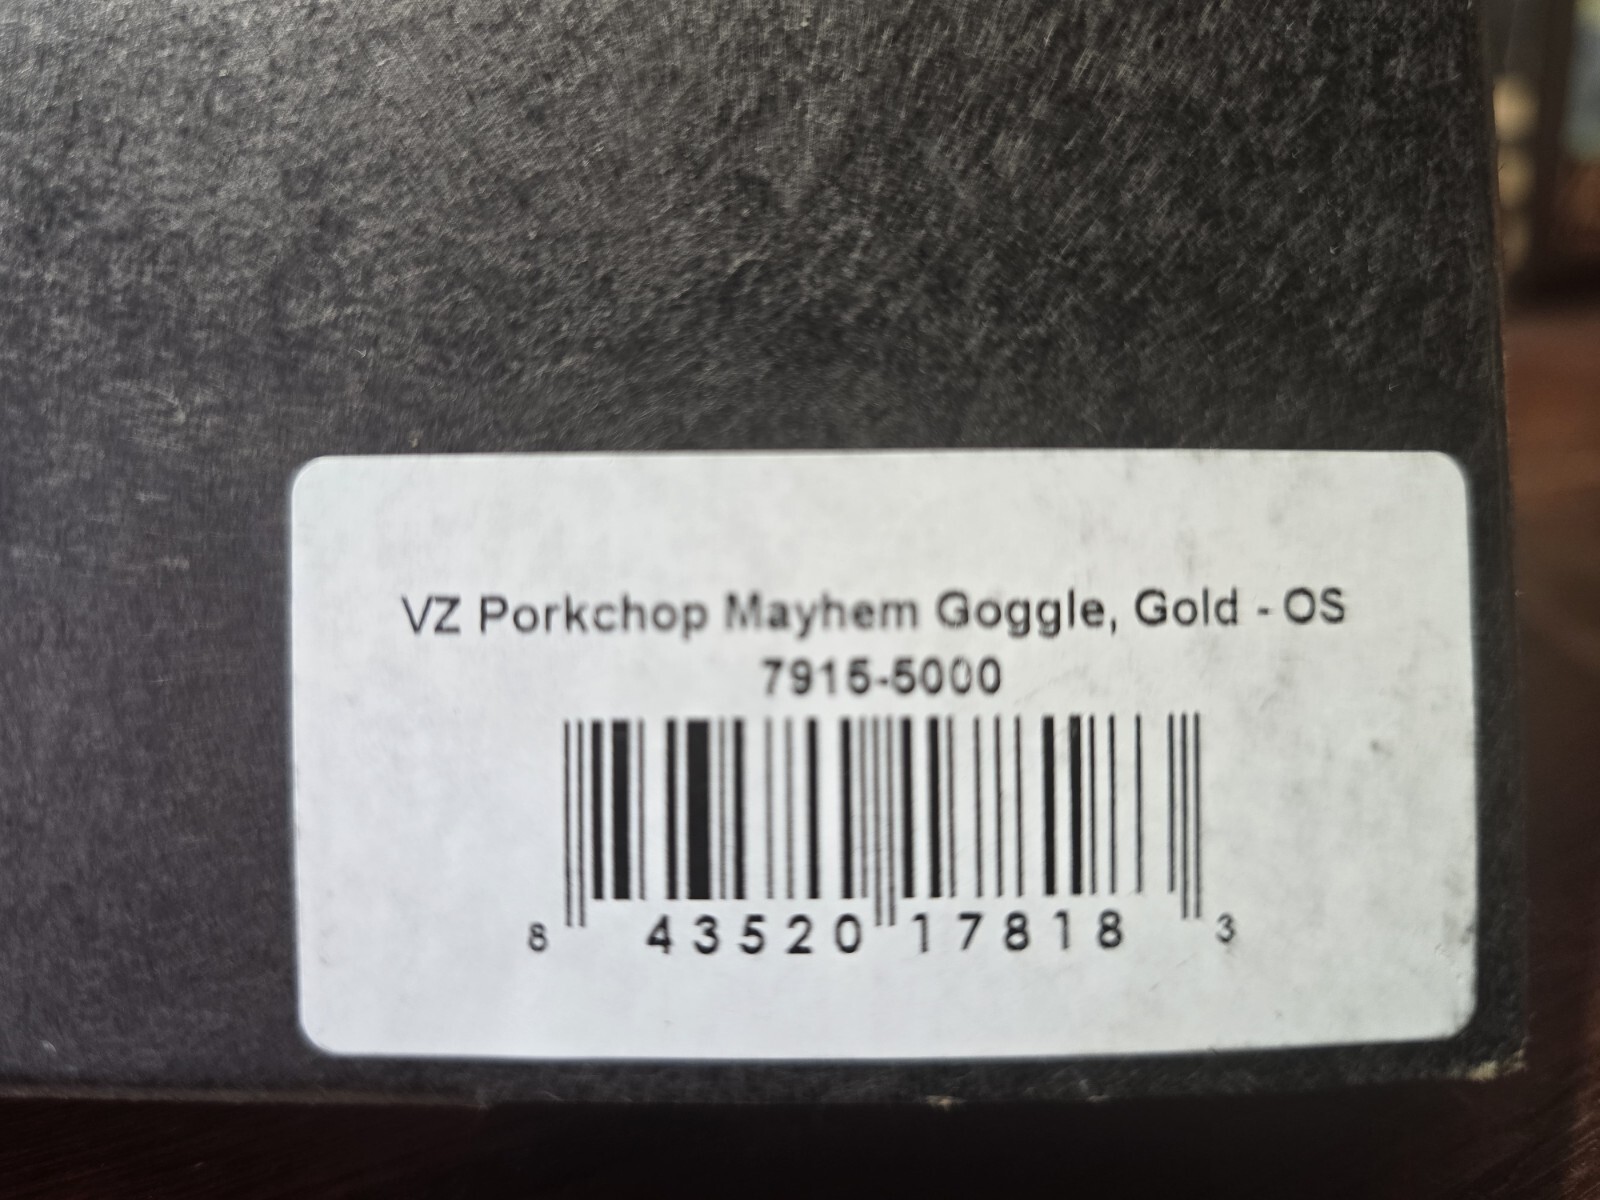 VZ Porkchop Mayhem Goggle, Gold - OS
7915-5000
8 43520 17818 3